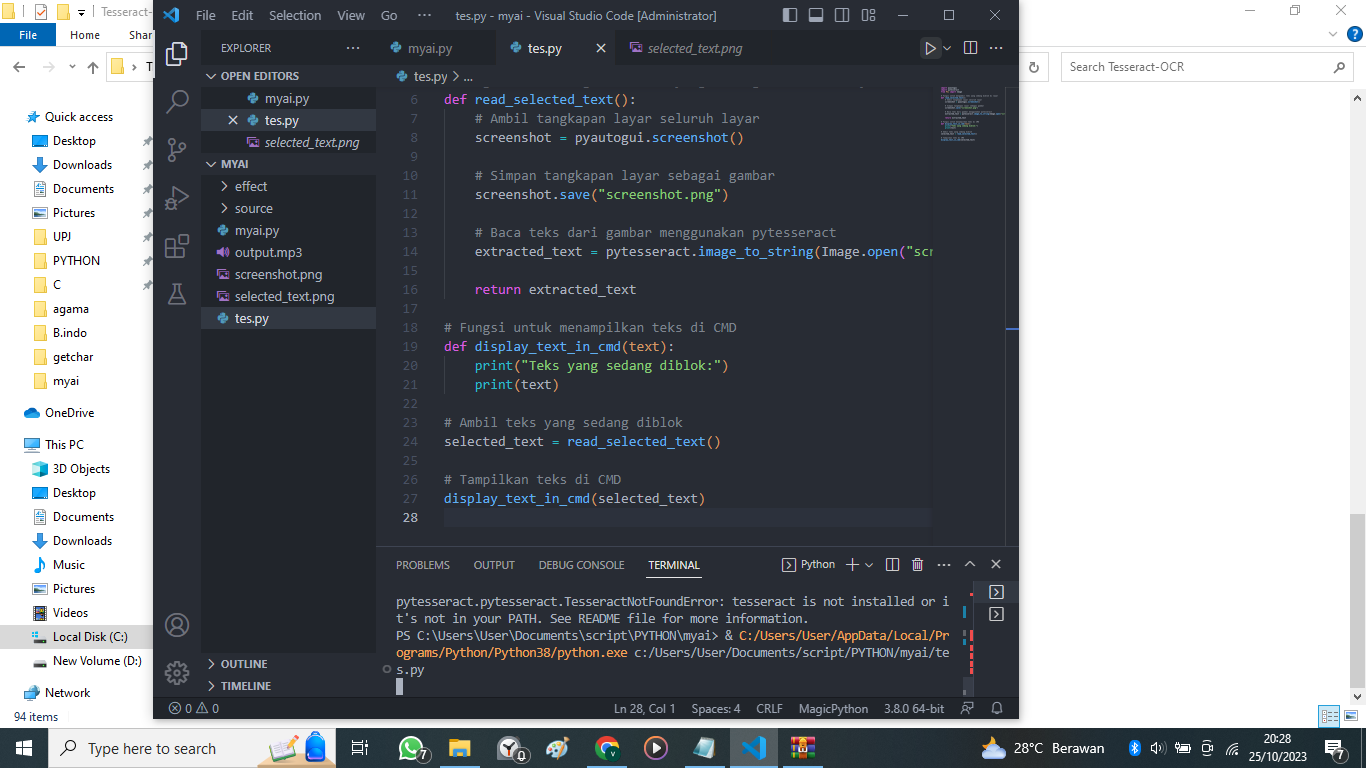 Tesseract-
File
Home
Shar
File Edit Selection View Go ··· tes.py - myai - Visual Studio Code [Administrator]
Search Tesseract-OCR
Quick access
Desktop
Downloads
Documents
Pictures
UPJ
PYTHON
C
agama
B.indo
getchar
myai
OneDrive
This PC
3D Objects
Desktop
Documents
Downloads
Music
Pictures
Videos
Local Disk (C:)
New Volume (D:)
Network
94 items
EXPLORER ···
OPEN EDITORS
myai.py
tes.py
selected_text.png
MYAI
effect
source
myai.py
output.mp3
screenshot.png
selected_text.png
tes.py
OUTLINE
TIMELINE
myai.py tes.py selected_text.png
tes.py > ...
6 def read_selected_text():
7 # Ambil tangkapan layar seluruh layar
8 screenshot = pyautogui.screenshot()
9
10 # Simpan tangkapan layar sebagai gambar
11 screenshot.save("screenshot.png")
12
13 # Baca teks dari gambar menggunakan pytesseract
14 extracted_text = pytesseract.image_to_string(Image.open("scr
15
16 return extracted_text
17
18 # Fungsi untuk menampilkan teks di CMD
19 def display_text_in_cmd(text):
20 print("Teks yang sedang diblok:")
21 print(text)
22
23 # Ambil teks yang sedang diblok
24 selected_text = read_selected_text()
25
26 # Tampilkan teks di CMD
27 display_text_in_cmd(selected_text)
28
PROBLEMS OUTPUT DEBUG CONSOLE TERMINAL Python
pytesseract.pytesseract.TesseractNotFoundError: tesseract is not installed or i
t's not in your PATH. See README file for more information.
PS C:\Users\User\Documents\script\PYTHON\myai> & C:/Users/User/AppData/Local/Pr
ograms/Python/Python38/python.exe c:/Users/User/Documents/script/PYTHON/myai/te
s.py
0 0 Ln 28, Col 1 Spaces: 4 CRLF MagicPython 3.8.0 64-bit
Type here to search
7
0
28°C Berawan
20:28
25/10/2023
7